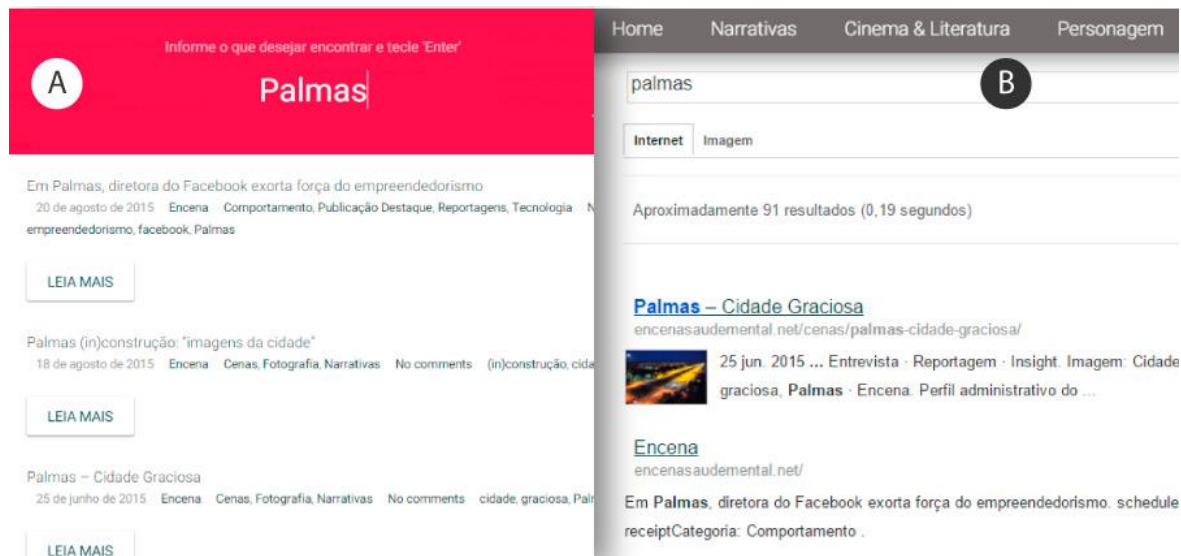 Informe o que desejar encontrar e tecle 'Enter'
A
Palmas
Em Palmas, diretora do Facebook exorta força do empreendedorismo
20 de agosto de 2015 Encena Comportamento, Publicação Destaque, Reportagens, Tecnologia N
empreendedorismo, facebook, Palmas
LEIA MAIS
Palmas (in)construção: "imagens da cidade"
18 de agosto de 2015 Encena Cenas, Fotografia, Narrativas No comments (in)construção, cida
LEIA MAIS
Palmas – Cidade Graciosa
25 de junho de 2015 Encena Cenas, Fotografia, Narrativas No comments cidade, graciosa, Pal
LEIA MAIS
Home Narrativas Cinema & Literatura Personagem
palmas
B
Internet Imagem
Aproximadamente 91 resultados (0,19 segundos)
Palmas – Cidade Graciosa
encenasaudemental.net/cenas/palmas-cidade-graciosa/
25 jun. 2015 ... Entrevista · Reportagem · Insight. Imagem: Cidade
graciosa, Palmas · Encena. Perfil administrativo do ...
Encena
encenasaudemental.net/
Em Palmas, diretora do Facebook exorta força do empreendedorismo. schedule
receiptCategoria: Comportamento .